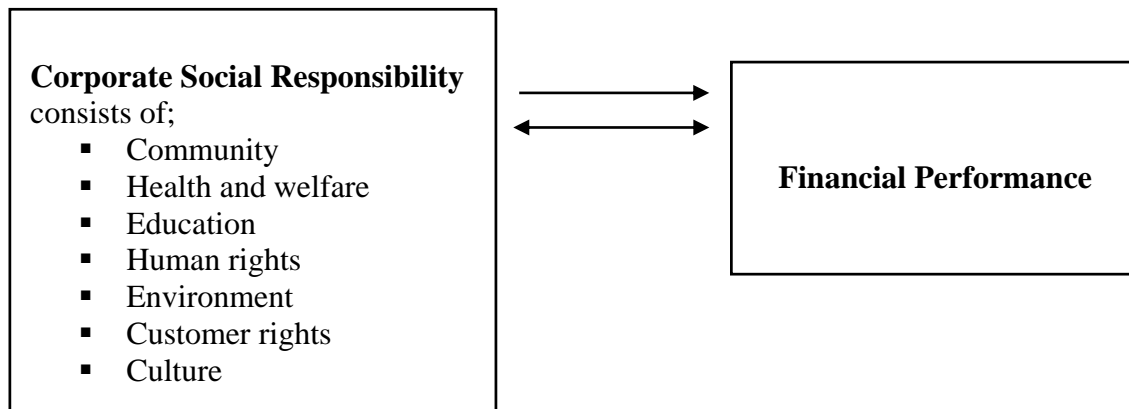 Corporate Social Responsibility
consists of;
▪ Community
▪ Health and welfare
▪ Education
▪ Human rights
▪ Environment
▪ Customer rights
▪ Culture
Financial Performance